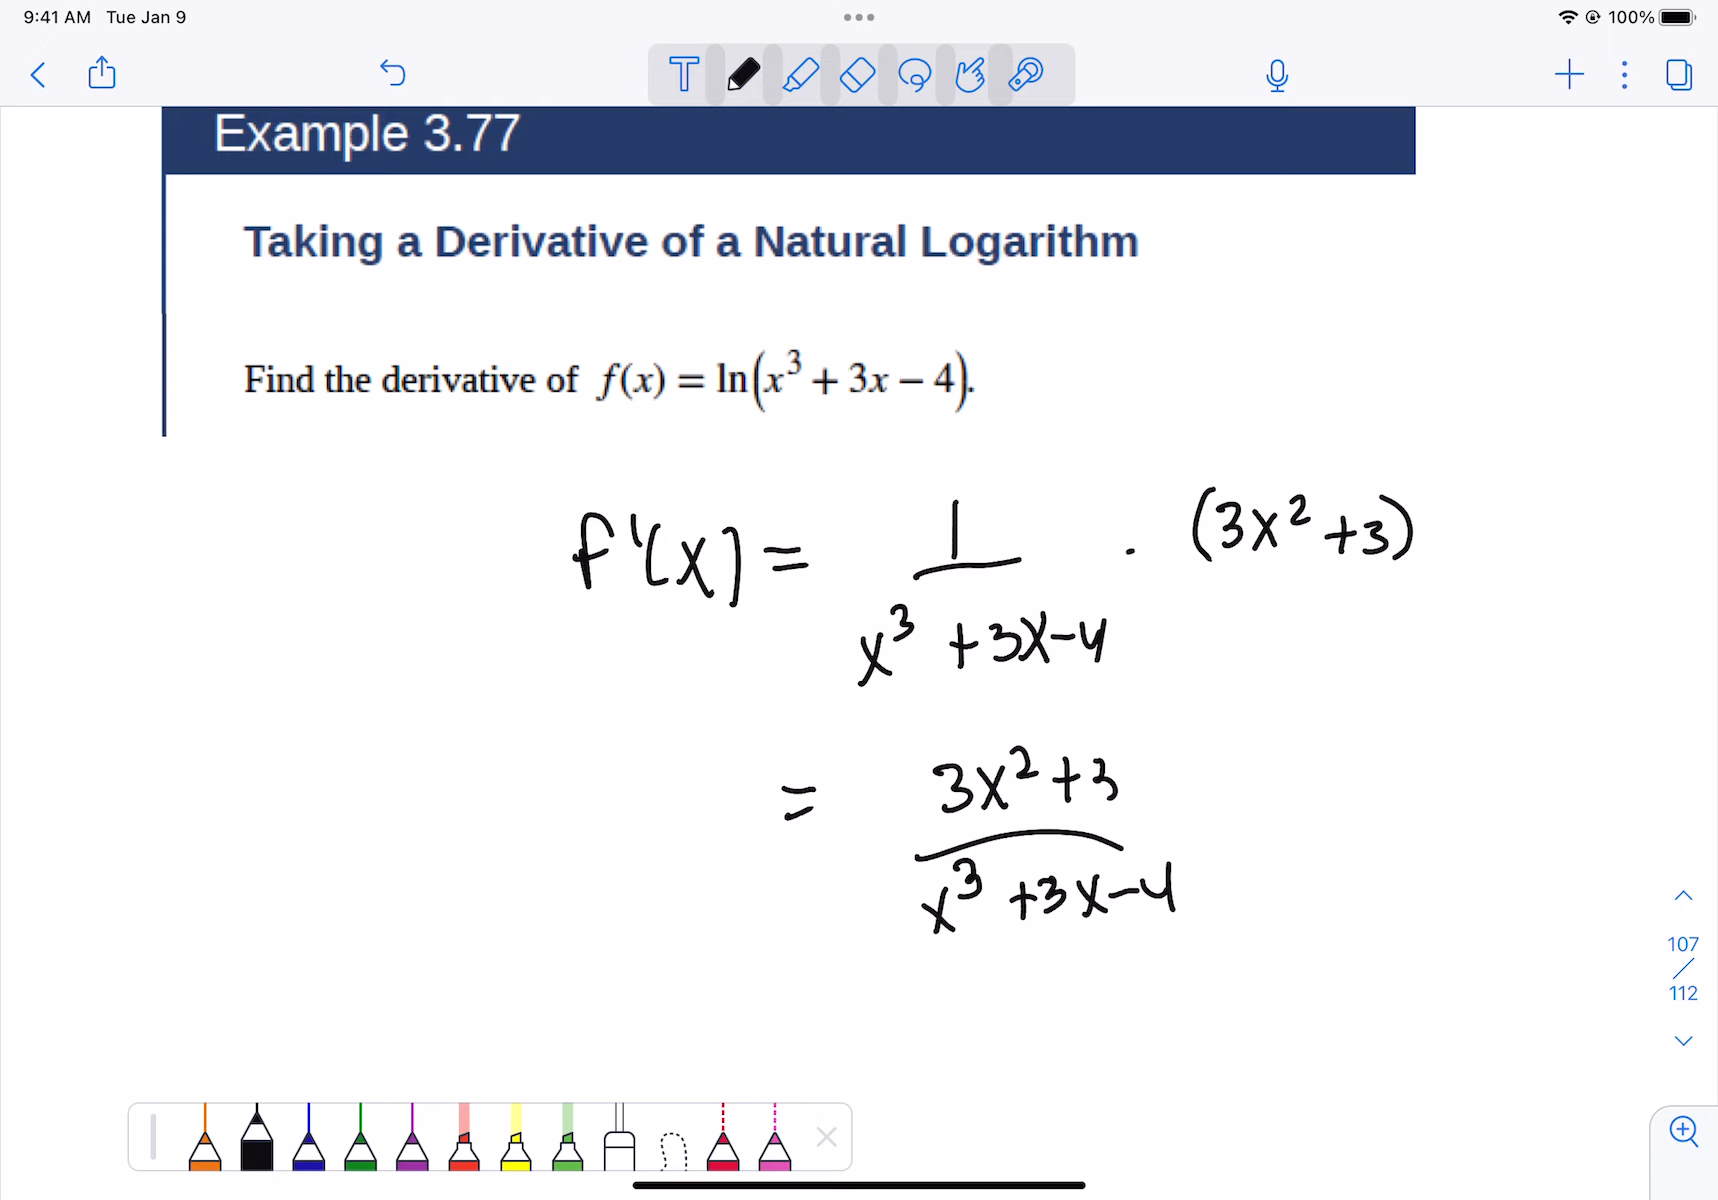 9:41 AM Tue Jan 9
100%
Example 3.77
Taking a Derivative of a Natural Logarithm
Find the derivative of f(x) = ln(x³ + 3x − 4).
f'(x) = 1/(x³ + 3x − 4) · (3x² + 3)
= (3x² + 3)/(x³ + 3x − 4)
107
/
112